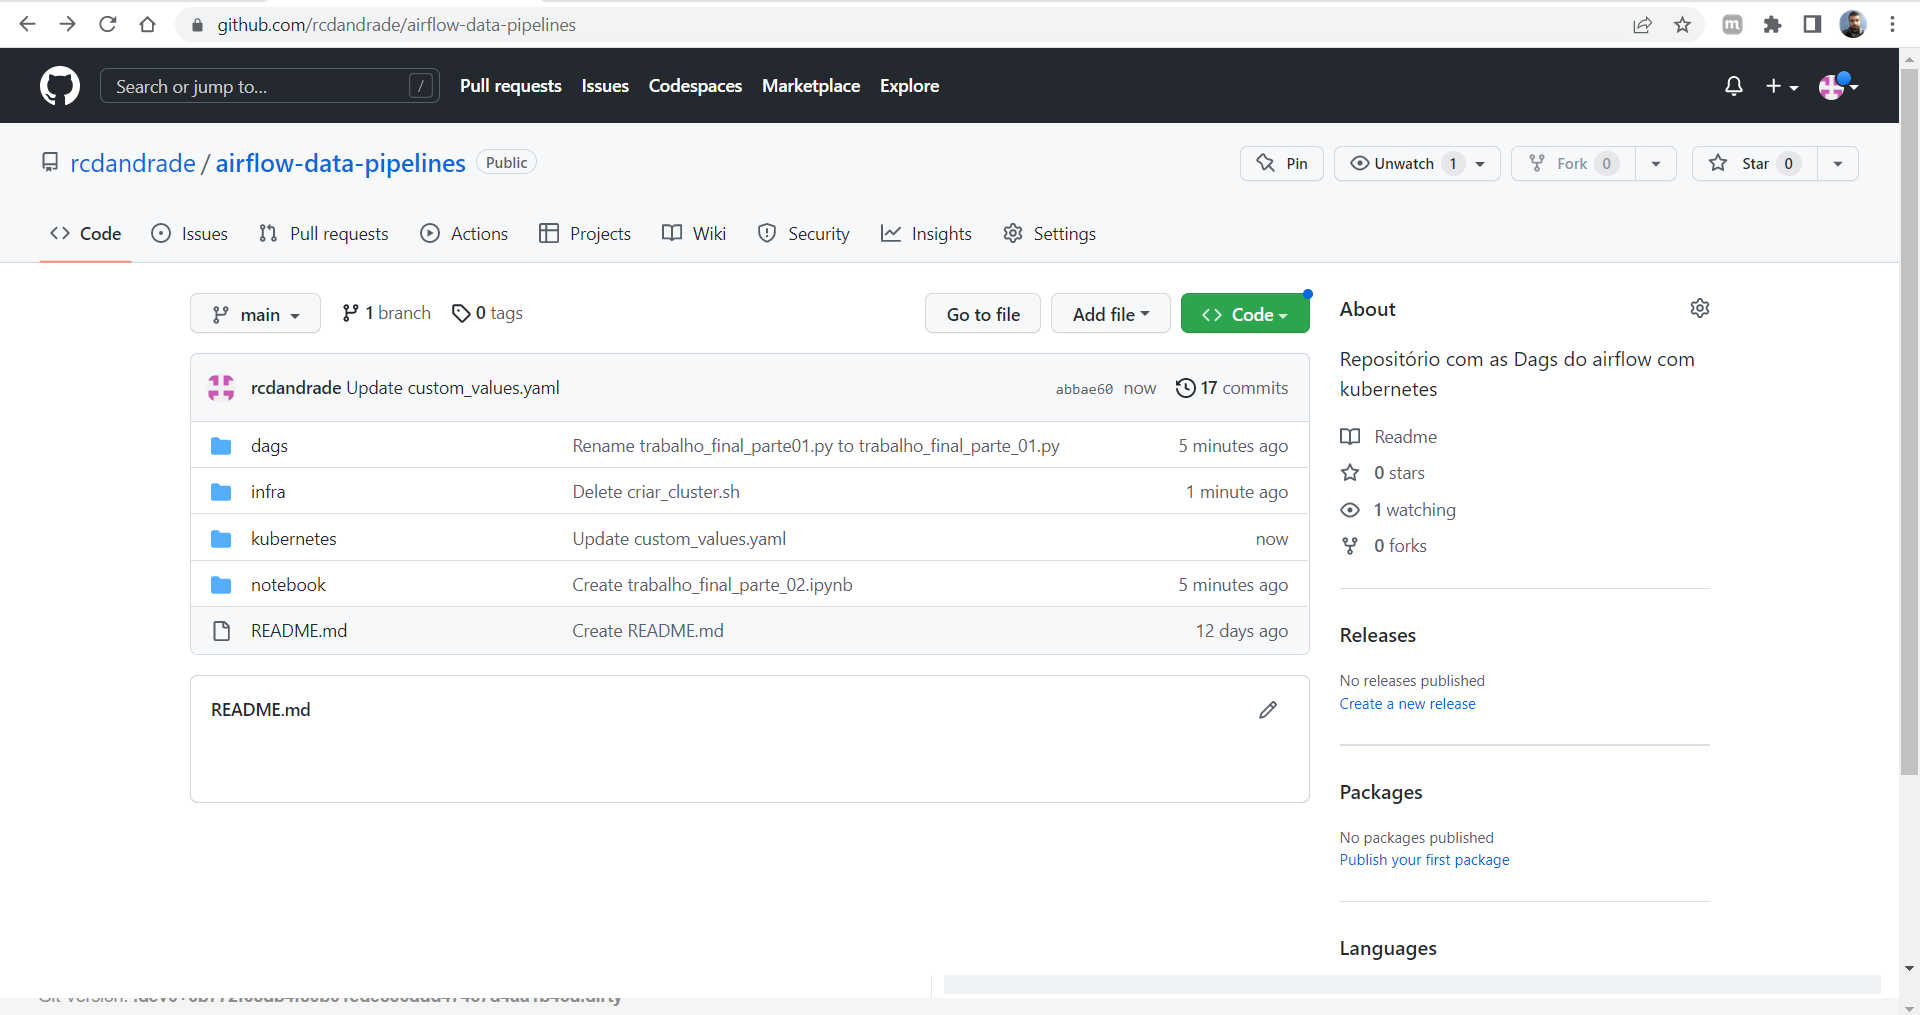 github.com/rcdandrade/airflow-data-pipelines
Search or jump to... /
Pull requests Issues Codespaces Marketplace Explore
rcdandrade / airflow-data-pipelines Public
Pin
Unwatch 1
Fork 0
Star 0
Code Issues Pull requests Actions Projects Wiki Security Insights Settings
main 1 branch 0 tags
Go to file Add file Code
rcdandrade Update custom_values.yaml abbae60 now 17 commits
dags Rename trabalho_final_parte01.py to trabalho_final_parte_01.py 5 minutes ago
infra Delete criar_cluster.sh 1 minute ago
kubernetes Update custom_values.yaml now
notebook Create trabalho_final_parte_02.ipynb 5 minutes ago
README.md Create README.md 12 days ago
README.md
About
Repositório com as Dags do airflow com
kubernetes
Readme
0 stars
1 watching
0 forks
Releases
No releases published
Create a new release
Packages
No packages published
Publish your first package
Languages